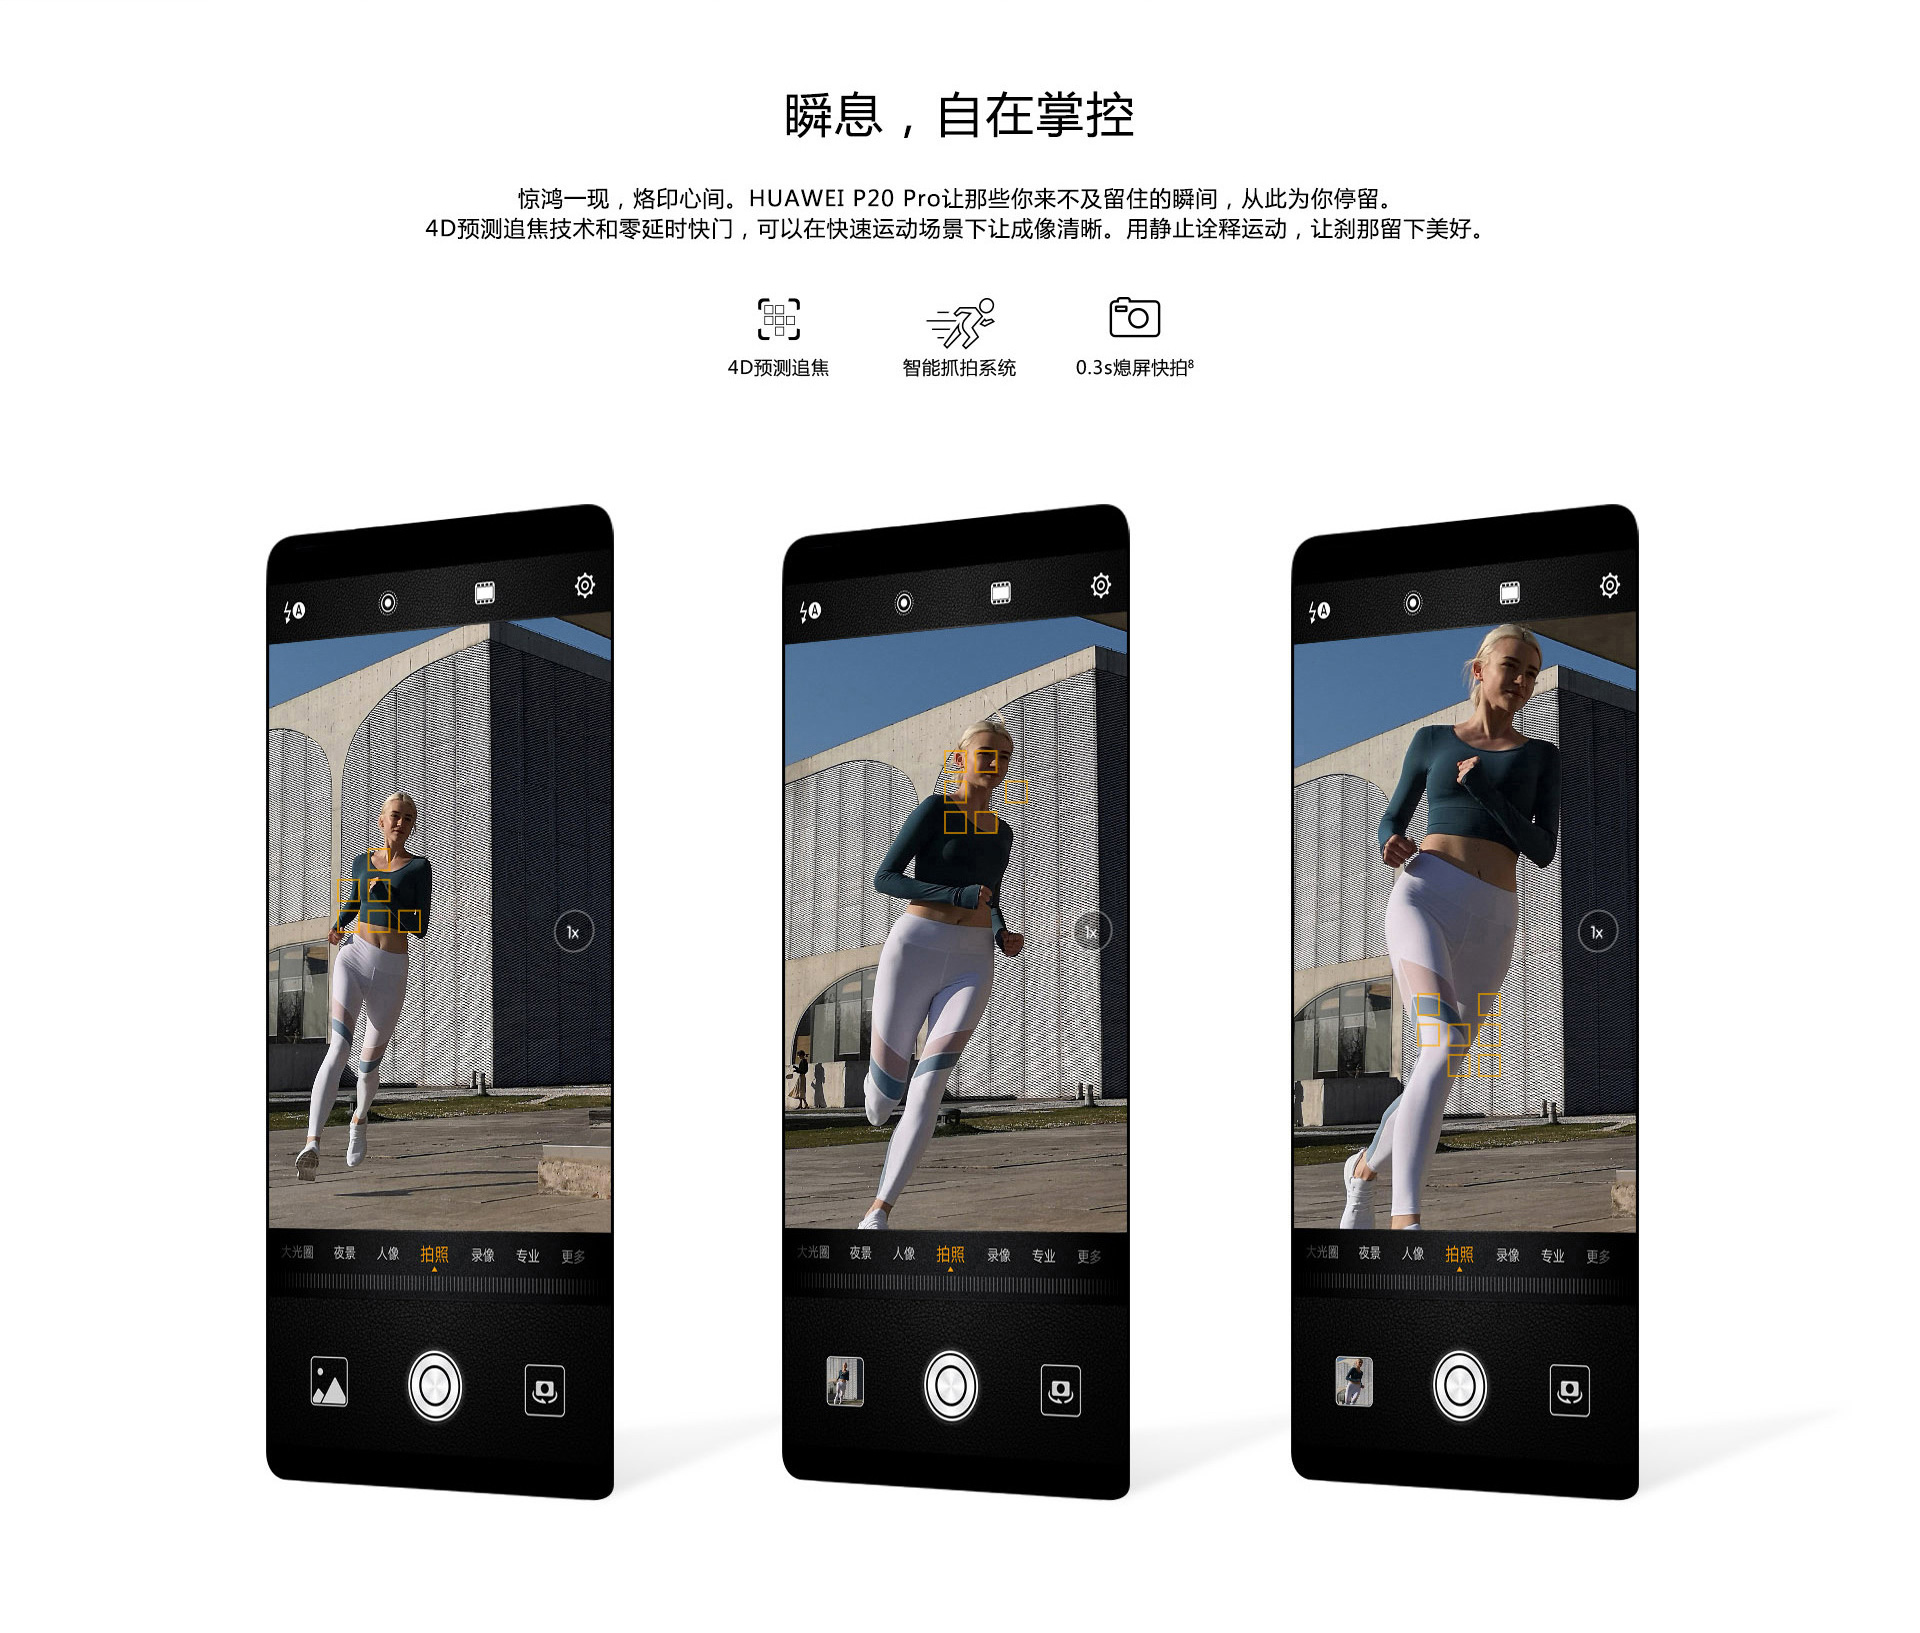 瞬息，自在掌控
惊鸿一现，烙印心间。HUAWEI P20 Pro让那些你来不及留住的瞬间，从此为你停留。
4D预测追焦技术和零延时快门，可以在快速运动场景下让成像清晰。用静止诠释运动，让刹那留下美好。
4D预测追焦 智能抓拍系统 0.3s熄屏快拍⁸
A
A
A
1x
1x
1x
大光圈 夜景 人像 拍照 录像 专业 更多
大光圈 夜景 人像 拍照 录像 专业 更多
大光圈 夜景 人像 拍照 录像 专业 更多